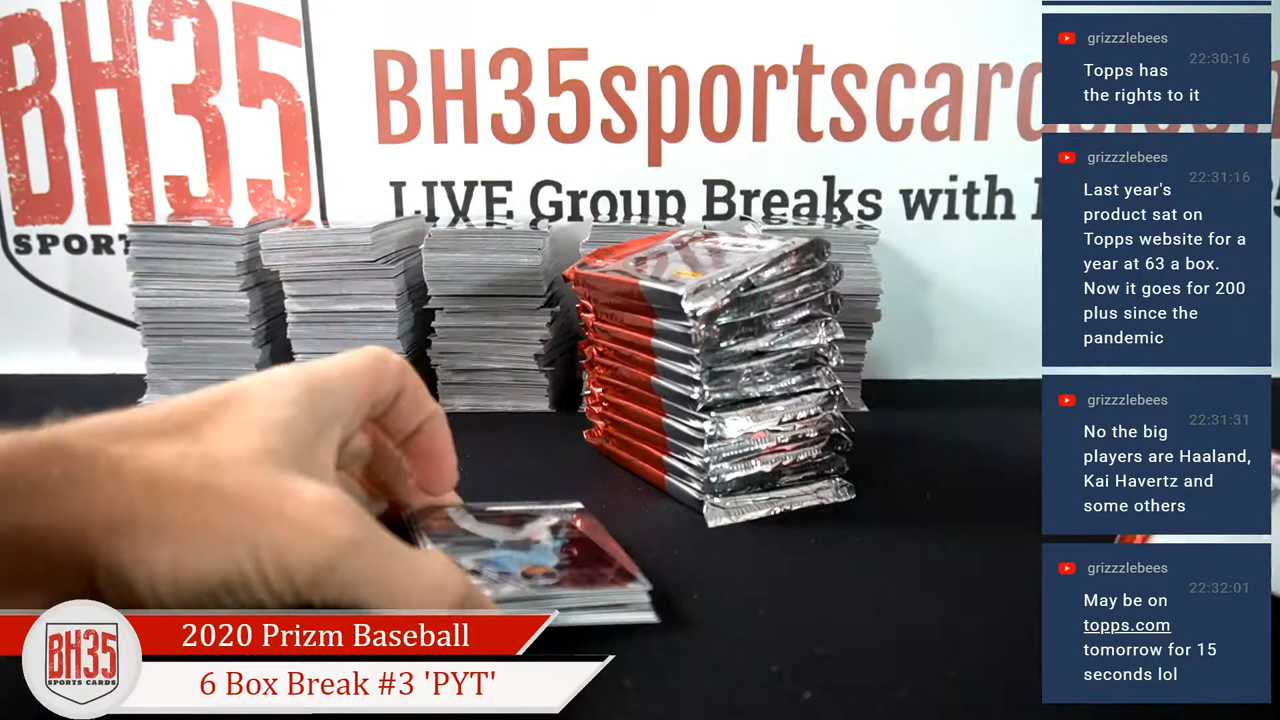 BH35
SPORT
BH35sportscards.com
LIVE Group Breaks with
grizzzlebees
22:30:16
Topps has
the rights to it
grizzzlebees
22:31:16
Last year's
product sat on
Topps website for a
year at 63 a box.
Now it goes for 200
plus since the
pandemic
grizzzlebees
22:31:31
No the big
players are Haaland,
Kai Havertz and
some others
grizzzlebees
22:32:01
May be on
topps.com
tomorrow for 15
seconds lol
BH35
SPORTS CARDS
2020 Prizm Baseball
6 Box Break #3 'PYT'